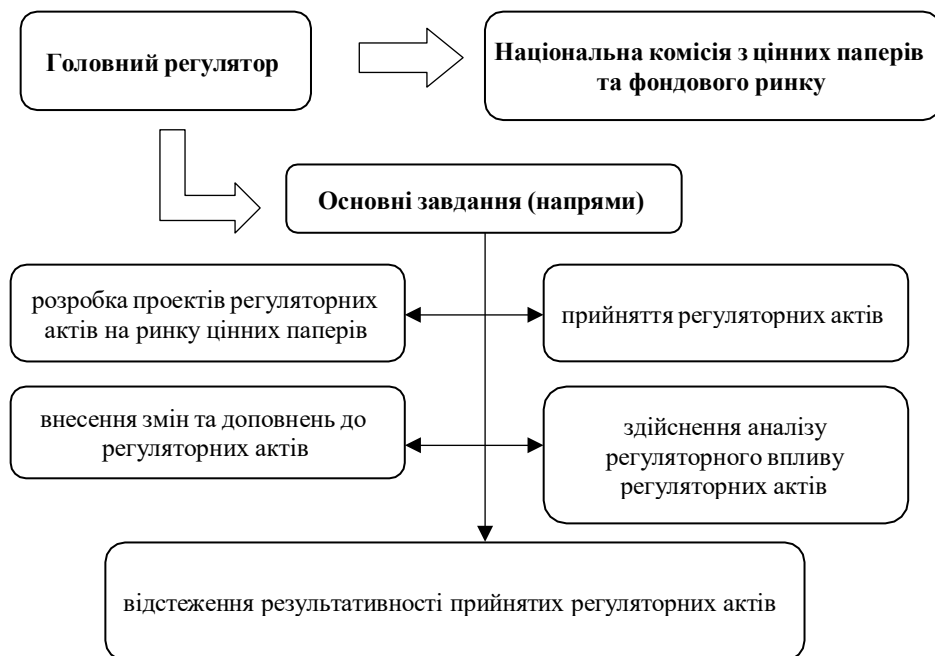 Головний регулятор
Національна комісія з цінних паперів
та фондового ринку
Основні завдання (напрями)
розробка проектів регуляторних
актів на ринку цінних паперів
прийняття регуляторних актів
внесення змін та доповнень до
регуляторних актів
здійснення аналізу
регуляторного впливу
регуляторних актів
відстеження результативності прийнятих регуляторних актів